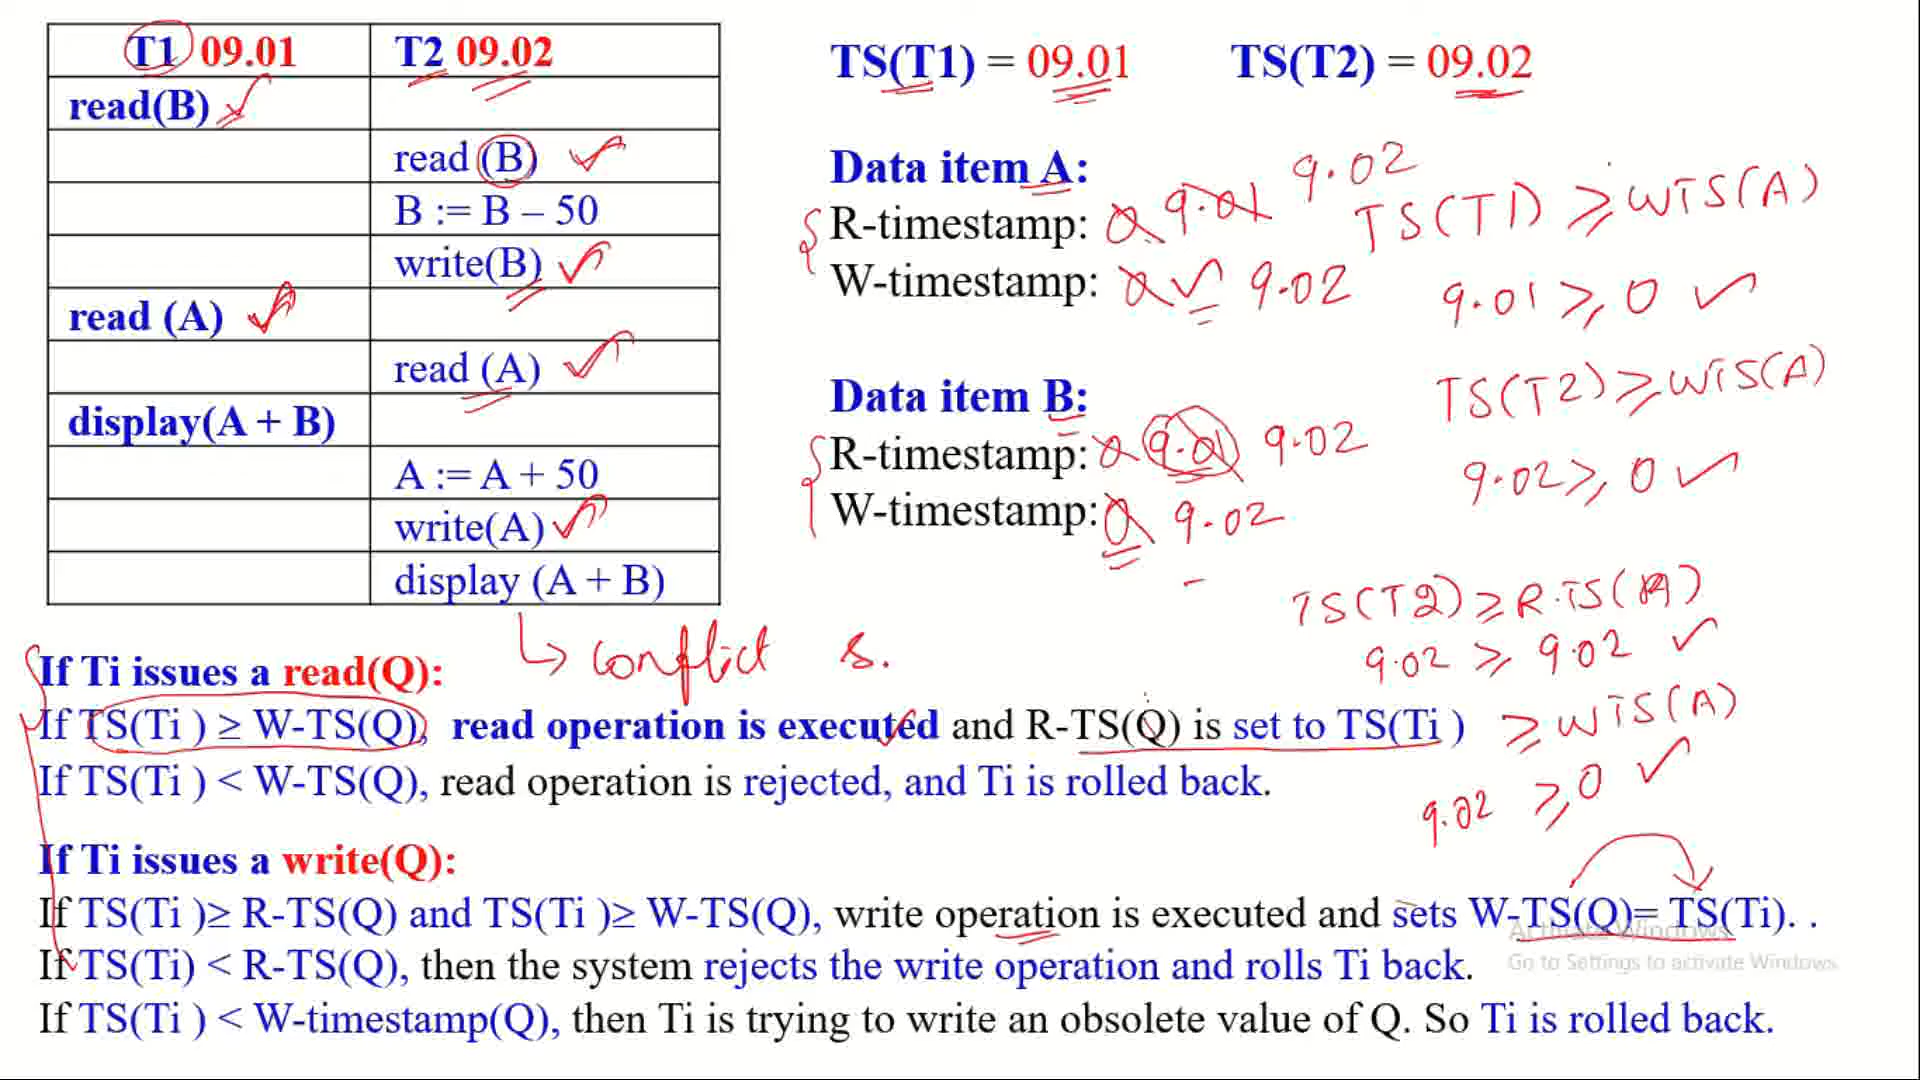 T1 09.01 T2 09.02
read(B)
read (B)
B := B – 50
write(B)
read (A)
read (A)
display(A + B)
A := A + 50
write(A)
display (A + B)
conflict s.
TS(T1) = 09.01 TS(T2) = 09.02
Data item A:
R-timestamp: 0 9.01 9.02
W-timestamp: 0 9.02
Data item B:
R-timestamp: 0 9.01 9.02
W-timestamp: 0 9.02
TS(T1) ≥ WTS(A)
9.01 ≥ 0
TS(T2) ≥ WTS(A)
9.02 ≥ 0
TS(T2) ≥ R.TS(A)
9.02 ≥ 9.02
≥ WTS(A)
9.02 ≥ 0
If Ti issues a read(Q):
If TS(Ti ) ≥ W-TS(Q), read operation is executed and R-TS(Q) is set to TS(Ti )
If TS(Ti ) < W-TS(Q), read operation is rejected, and Ti is rolled back.
If Ti issues a write(Q):
If TS(Ti )≥ R-TS(Q) and TS(Ti )≥ W-TS(Q), write operation is executed and sets W-TS(Q)= TS(Ti). .
If TS(Ti) < R-TS(Q), then the system rejects the write operation and rolls Ti back.
If TS(Ti ) < W-timestamp(Q), then Ti is trying to write an obsolete value of Q. So Ti is rolled back.
Activate Windows
Go to Settings to activate Windows.